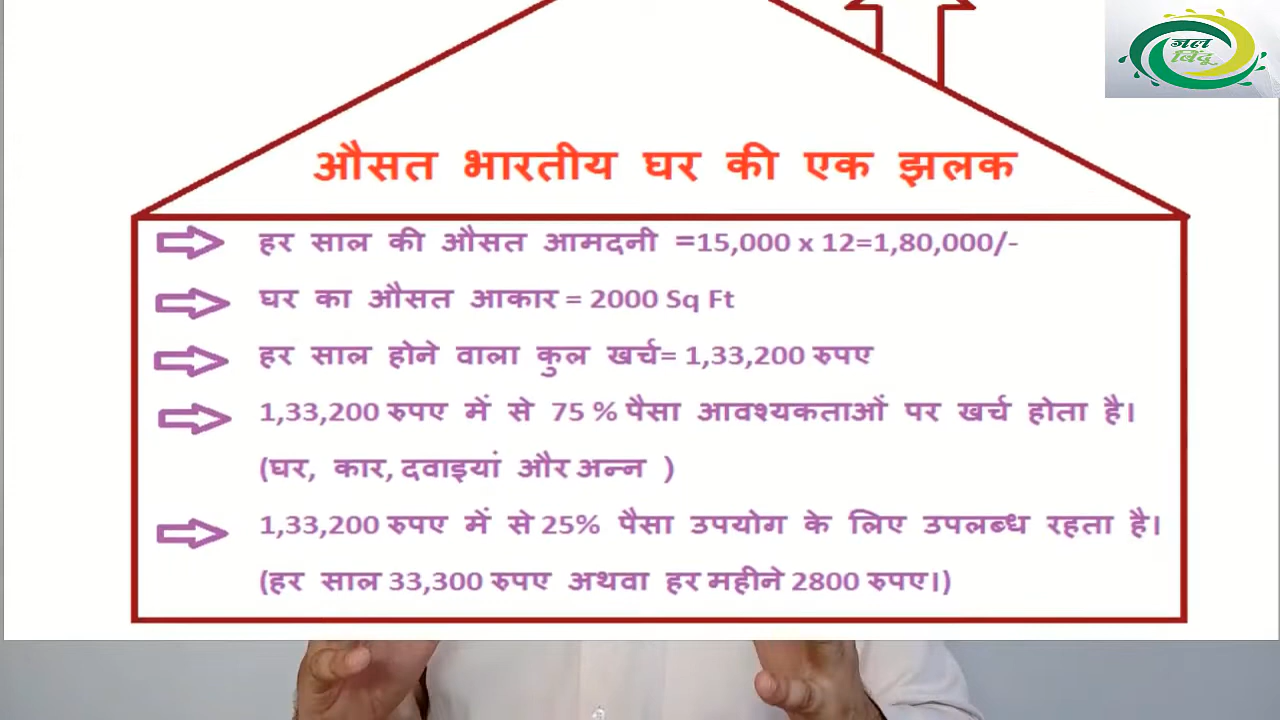 जल
बिंदू
औसत भारतीय घर की एक झलक
हर साल की औसत आमदनी =15,000 x 12=1,80,000/-
घर का औसत आकार = 2000 Sq Ft
हर साल होने वाला कुल खर्च= 1,33,200 रुपए
1,33,200 रुपए में से 75 % पैसा आवश्यकताओं पर खर्च होता है।
(घर, कार, दवाइयां और अन्न )
1,33,200 रुपए में से 25% पैसा उपयोग के लिए उपलब्ध रहता है।
(हर साल 33,300 रुपए अथवा हर महीने 2800 रुपए।)